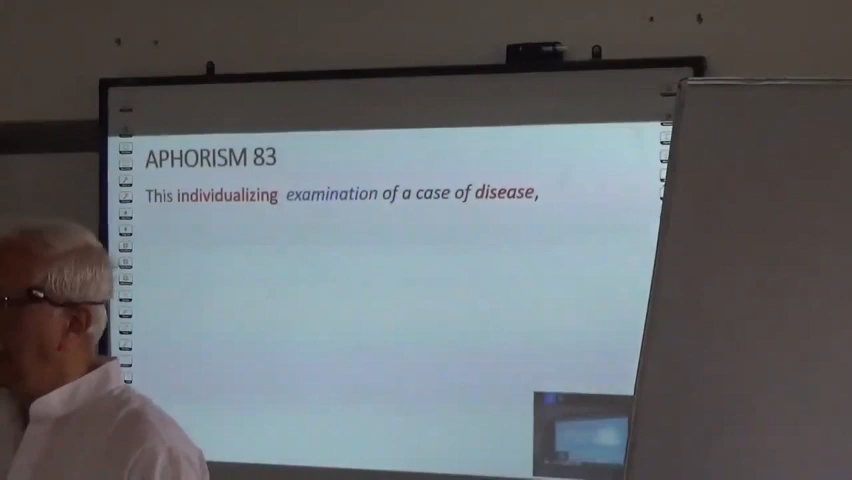 APHORISM 83
This individualizing examination of a case of disease,